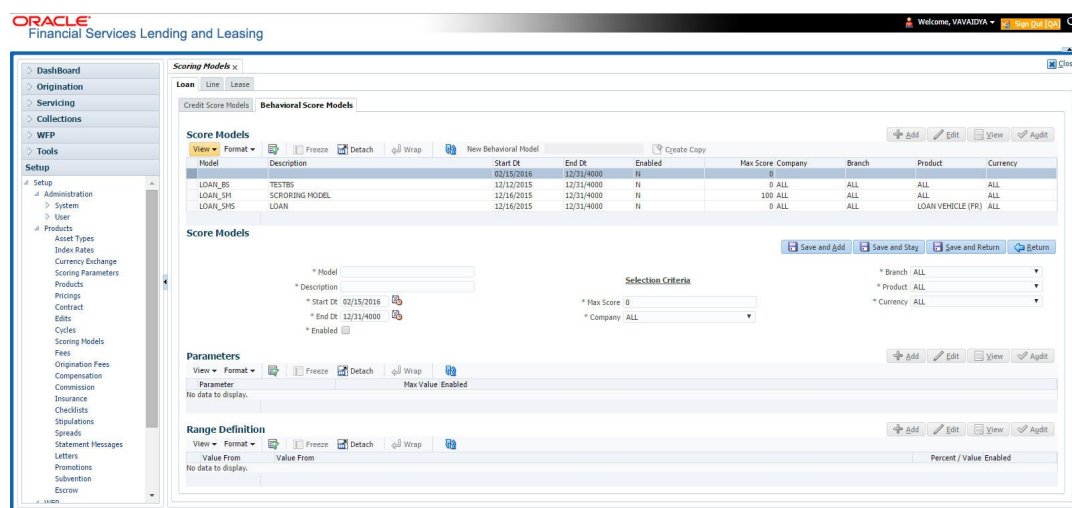 ORACLE
Financial Services Lending and Leasing
Welcome, VAVAIDYA
Sign Out [QA]
Clos
DashBoard
Origination
Servicing
Collections
WFP
Tools
Setup
Setup
Administration
System
User
Products
Asset Types
Index Rates
Currency Exchange
Scoring Parameters
Products
Pricings
Contract
Edits
Cycles
Scoring Models
Fees
Origination Fees
Compensation
Commission
Insurance
Checklists
Stipulations
Spreads
Statement Messages
Letters
Promotions
Subvention
Escrow
WFP
Scoring Models x
Loan Line Lease
Credit Score Models Behavioral Score Models
Score Models
Add Edit View Audit
View Format Freeze Detach Wrap New Behavioral Model Create Copy
Model Description Start Dt End Dt Enabled Max Score Company Branch Product Currency
02/15/2016 12/31/4000 N 0
LOAN_BS TESTBS 12/12/2015 12/31/4000 N 0 ALL ALL ALL ALL
LOAN_SM SCRORING MODEL 12/16/2015 12/31/4000 N 100 ALL ALL ALL ALL
LOAN_SMS LOAN 12/16/2015 12/31/4000 N 0 ALL ALL LOAN VEHICLE (FR) ALL
Score Models
Save and Add Save and Stay Save and Return Return
* Model
* Description
* Start Dt 02/15/2016
* End Dt 12/31/4000
* Enabled
Selection Criteria
* Max Score 0
* Company ALL
* Branch ALL
* Product ALL
* Currency ALL
Parameters
Add Edit View Audit
View Format Freeze Detach Wrap
Parameter Max Value Enabled
No data to display.
Range Definition
Add Edit View Audit
View Format Freeze Detach Wrap
Value From Value From Percent / Value Enabled
No data to display.